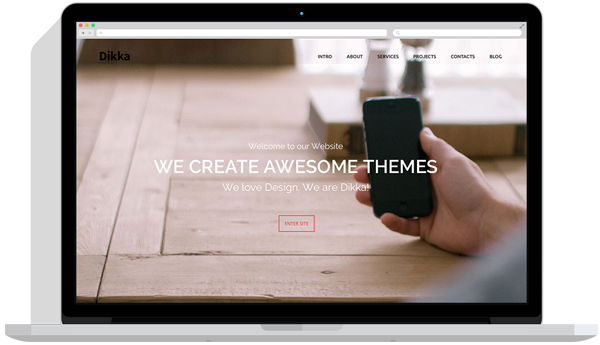 Dikka
INTRO ABOUT SERVICES PROJECTS CONTACTS BLOG
Welcome to our Website
WE CREATE AWESOME THEMES
We love Design. We are Dikka!
ENTER SITE